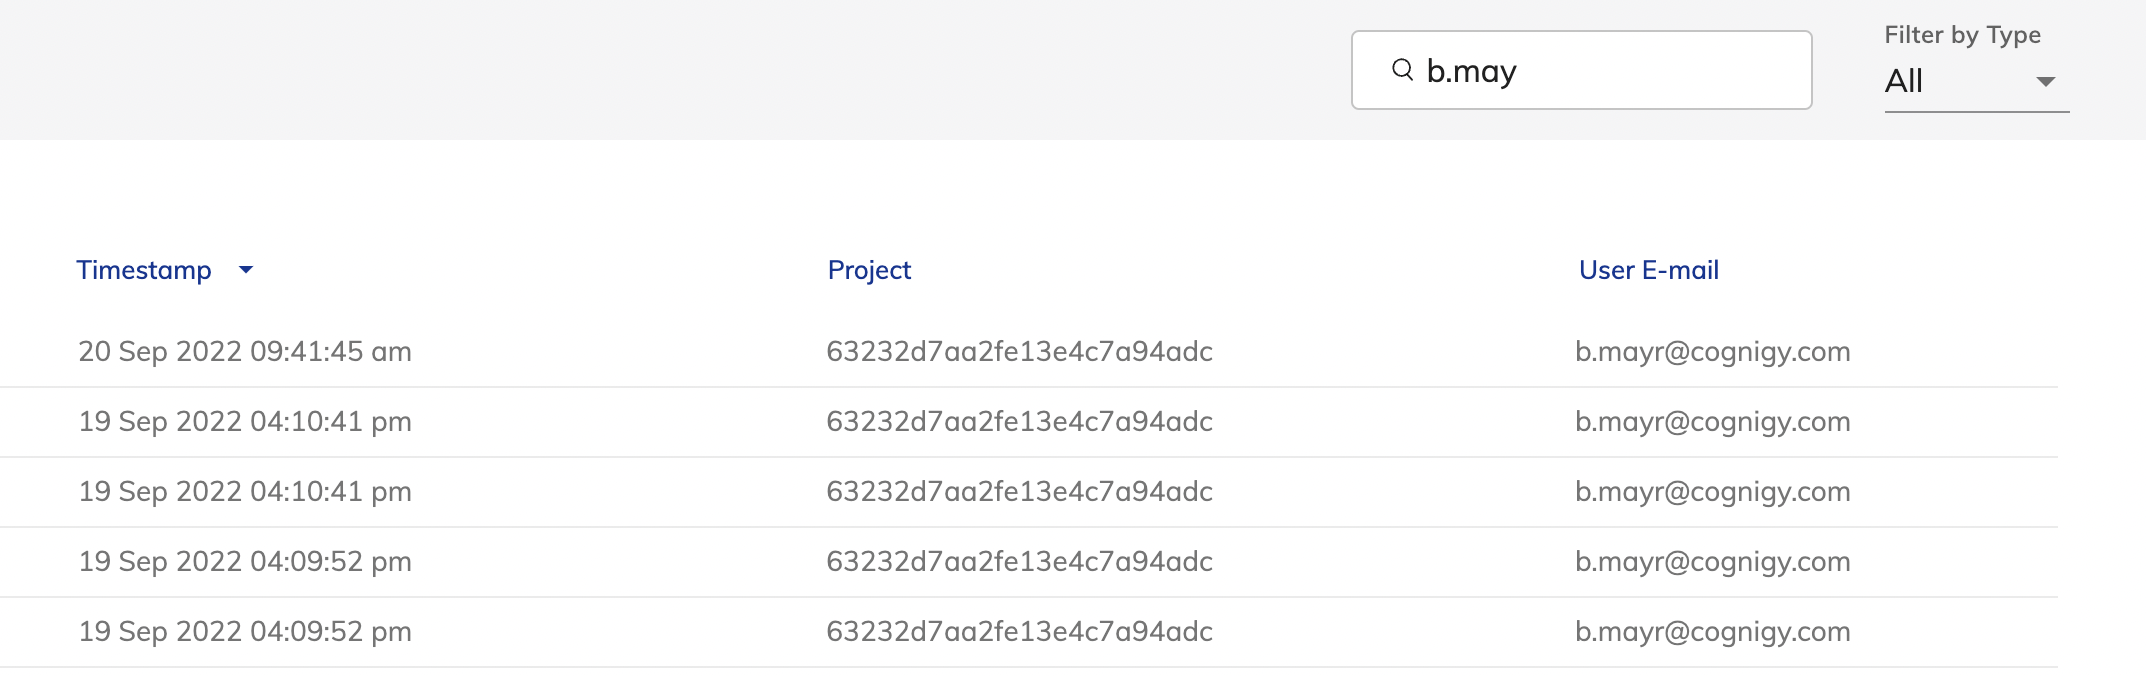 Filter by Type
b.may
All
Timestamp Project User E-mail
20 Sep 2022 09:41:45 am 63232d7aa2fe13e4c7a94adc b.mayr@cognigy.com
19 Sep 2022 04:10:41 pm 63232d7aa2fe13e4c7a94adc b.mayr@cognigy.com
19 Sep 2022 04:10:41 pm 63232d7aa2fe13e4c7a94adc b.mayr@cognigy.com
19 Sep 2022 04:09:52 pm 63232d7aa2fe13e4c7a94adc b.mayr@cognigy.com
19 Sep 2022 04:09:52 pm 63232d7aa2fe13e4c7a94adc b.mayr@cognigy.com